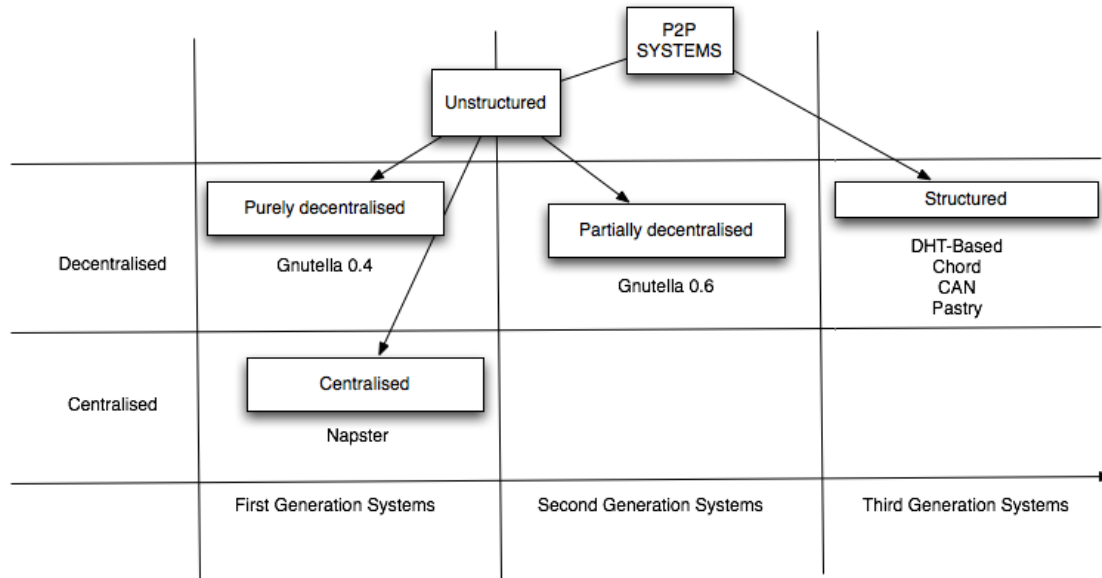 P2P
SYSTEMS
Unstructured
Purely decentralised
Structured
Partially decentralised
Decentralised
Gnutella 0.4
Gnutella 0.6
DHT-Based
Chord
CAN
Pastry
Centralised
Centralised
Napster
First Generation Systems
Second Generation Systems
Third Generation Systems